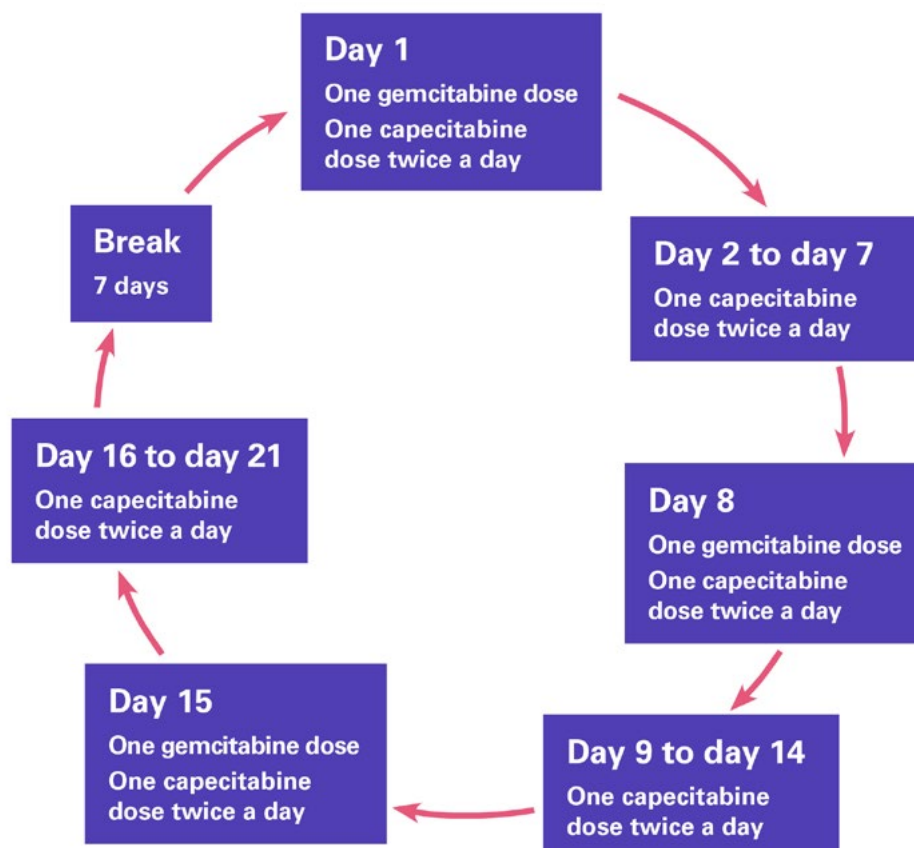 Day 1
One gemcitabine dose
One capecitabine
dose twice a day
Day 2 to day 7
One capecitabine
dose twice a day
Day 8
One gemcitabine dose
One capecitabine
dose twice a day
Day 9 to day 14
One capecitabine
dose twice a day
Day 15
One gemcitabine dose
One capecitabine
dose twice a day
Day 16 to day 21
One capecitabine
dose twice a day
Break
7 days